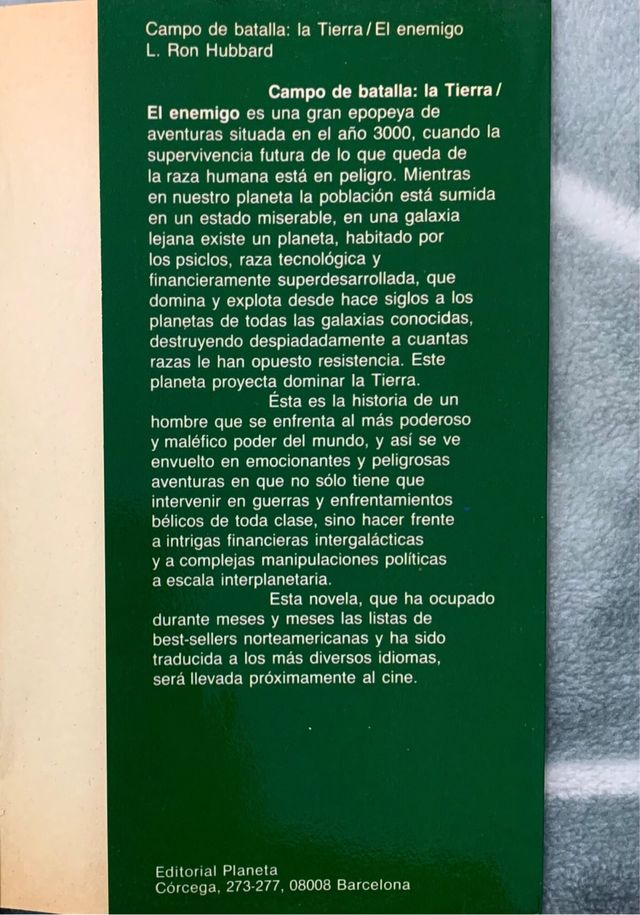 Campo de batalla: la Tierra / El enemigo
L. Ron Hubbard
Campo de batalla: la Tierra /
El enemigo es una gran epopeya de
aventuras situada en el año 3000, cuando la
supervivencia futura de lo que queda de
la raza humana está en peligro. Mientras
en nuestro planeta la población está sumida
en un estado miserable, en una galaxia
lejana existe un planeta, habitado por
los psiclos, raza tecnológica y
financieramente superdesarrollada, que
domina y explota desde hace siglos a los
planetas de todas las galaxias conocidas,
destruyendo despiadadamente a cuantas
razas le han opuesto resistencia. Este
planeta proyecta dominar la Tierra.
Ésta es la historia de un
hombre que se enfrenta al más poderoso
y maléfico poder del mundo, y así se ve
envuelto en emocionantes y peligrosas
aventuras en que no sólo tiene que
intervenir en guerras y enfrentamientos
bélicos de toda clase, sino hacer frente
a intrigas financieras intergalácticas
y a complejas manipulaciones políticas
a escala interplanetaria.
Esta novela, que ha ocupado
durante meses y meses las listas de
best-sellers norteamericanas y ha sido
traducida a los más diversos idiomas,
será llevada próximamente al cine.
Editorial Planeta
Córcega, 273-277, 08008 Barcelona